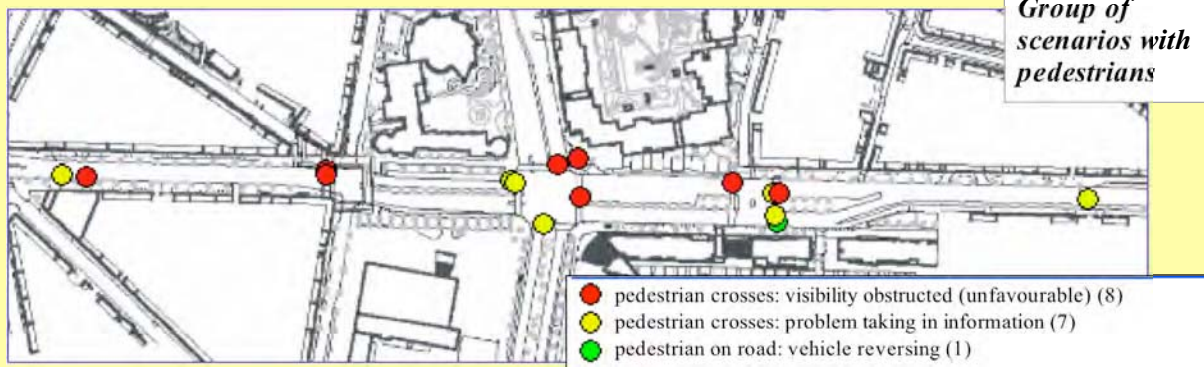 Group of
scenarios with
pedestrians
pedestrian crosses: visibility obstructed (unfavourable) (8)
pedestrian crosses: problem taking in information (7)
pedestrian on road: vehicle reversing (1)